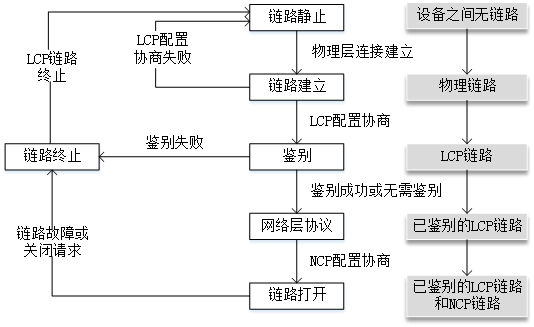 链路静止
设备之间无链路
LCP配置
协商失败
LCP链路
终止
物理层连接建立
链路建立
物理链路
LCP配置协商
鉴别失败
链路终止
鉴别
LCP链路
鉴别成功或无需鉴别
链路故障或
关闭请求
网络层协议
已鉴别的LCP链路
NCP配置协商
链路打开
已鉴别的LCP链路
和NCP链路